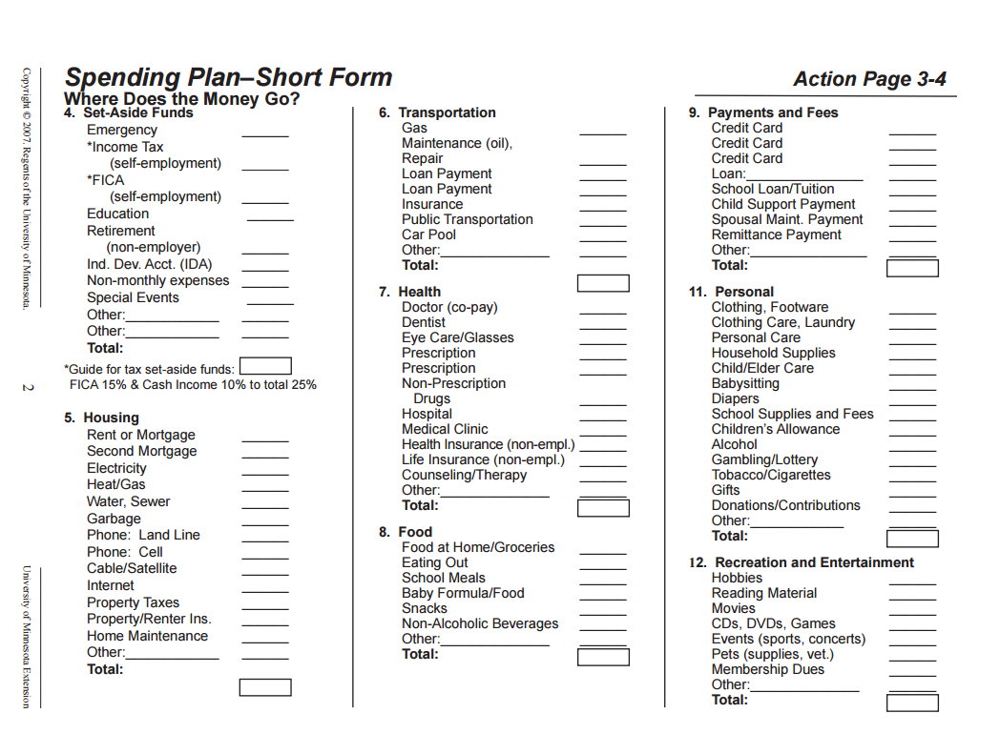 Spending Plan–Short Form
Action Page 3-4
Where Does the Money Go?
4. Set-Aside Funds
Emergency
*Income Tax
(self-employment)
*FICA
(self-employment)
Education
Retirement
(non-employer)
Ind. Dev. Acct. (IDA)
Non-monthly expenses
Special Events
Other:
Other:
Total:
*Guide for tax set-aside funds:
FICA 15% & Cash Income 10% to total 25%
5. Housing
Rent or Mortgage
Second Mortgage
Electricity
Heat/Gas
Water, Sewer
Garbage
Phone: Land Line
Phone: Cell
Cable/Satellite
Internet
Property Taxes
Property/Renter Ins.
Home Maintenance
Other:
Total:
6. Transportation
Gas
Maintenance (oil),
Repair
Loan Payment
Loan Payment
Insurance
Public Transportation
Car Pool
Other:
Total:
7. Health
Doctor (co-pay)
Dentist
Eye Care/Glasses
Prescription
Prescription
Non-Prescription
Drugs
Hospital
Medical Clinic
Health Insurance (non-empl.)
Life Insurance (non-empl.)
Counseling/Therapy
Other:
Total:
8. Food
Food at Home/Groceries
Eating Out
School Meals
Baby Formula/Food
Snacks
Non-Alcoholic Beverages
Other:
Total:
9. Payments and Fees
Credit Card
Credit Card
Credit Card
Loan:
School Loan/Tuition
Child Support Payment
Spousal Maint. Payment
Remittance Payment
Other:
Total:
11. Personal
Clothing, Footware
Clothing Care, Laundry
Personal Care
Household Supplies
Child/Elder Care
Babysitting
Diapers
School Supplies and Fees
Children's Allowance
Alcohol
Gambling/Lottery
Tobacco/Cigarettes
Gifts
Donations/Contributions
Other:
Total:
12. Recreation and Entertainment
Hobbies
Reading Material
Movies
CDs, DVDs, Games
Events (sports, concerts)
Pets (supplies, vet.)
Membership Dues
Other:
Total:
Copyright © 2007. Regents of the University of Minnesota.
2
University of Minnesota Extension